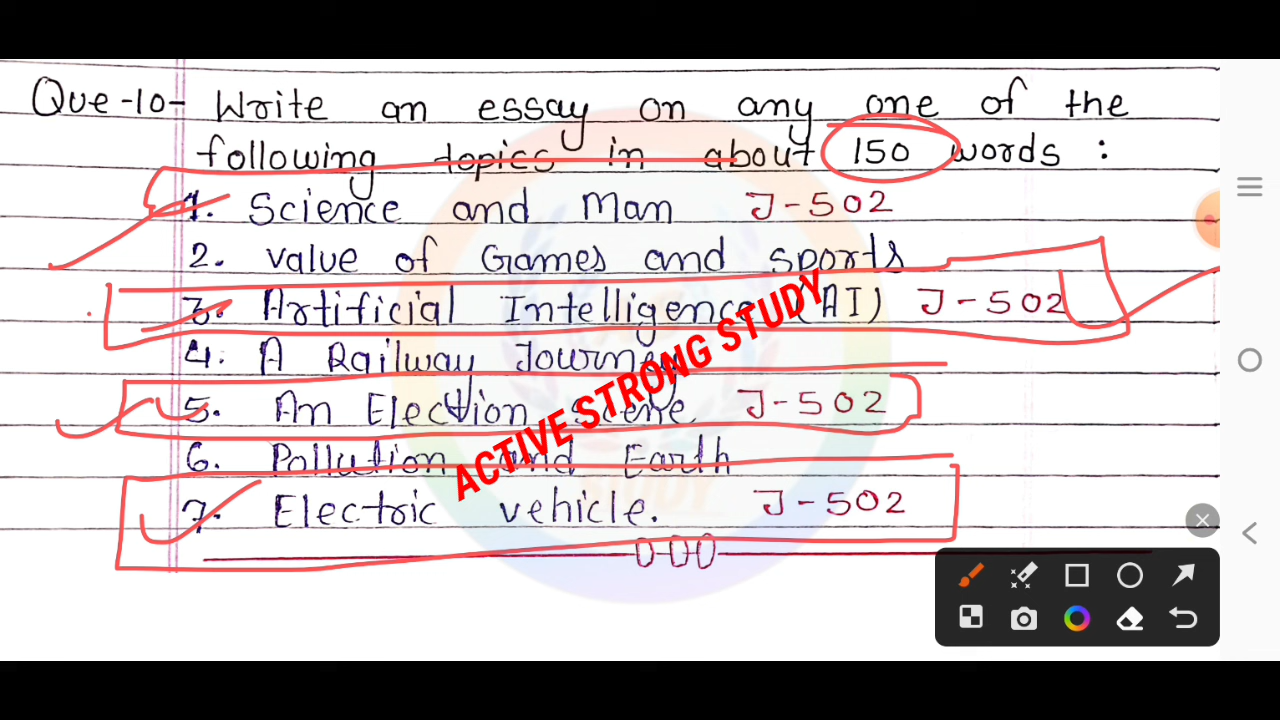 Que-10- Write an essay on any one of the
following topics in about 150 words :
1. Science and Man J-502
2. value of Games and sports
3. Artificial Intelligence (AI) J-502
4. A Railway Journey
5. An Election scene. J-502
6. Pollution and Earth
7. Electric vehicle. J-502
ACTIVE STRONG STUDY